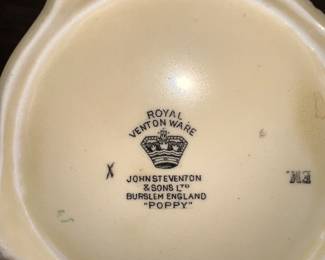 ROYAL
VENTON WARE
X
JOHN STEVENTON
& SONS LTD
BURSLEM ENGLAND
"POPPY"